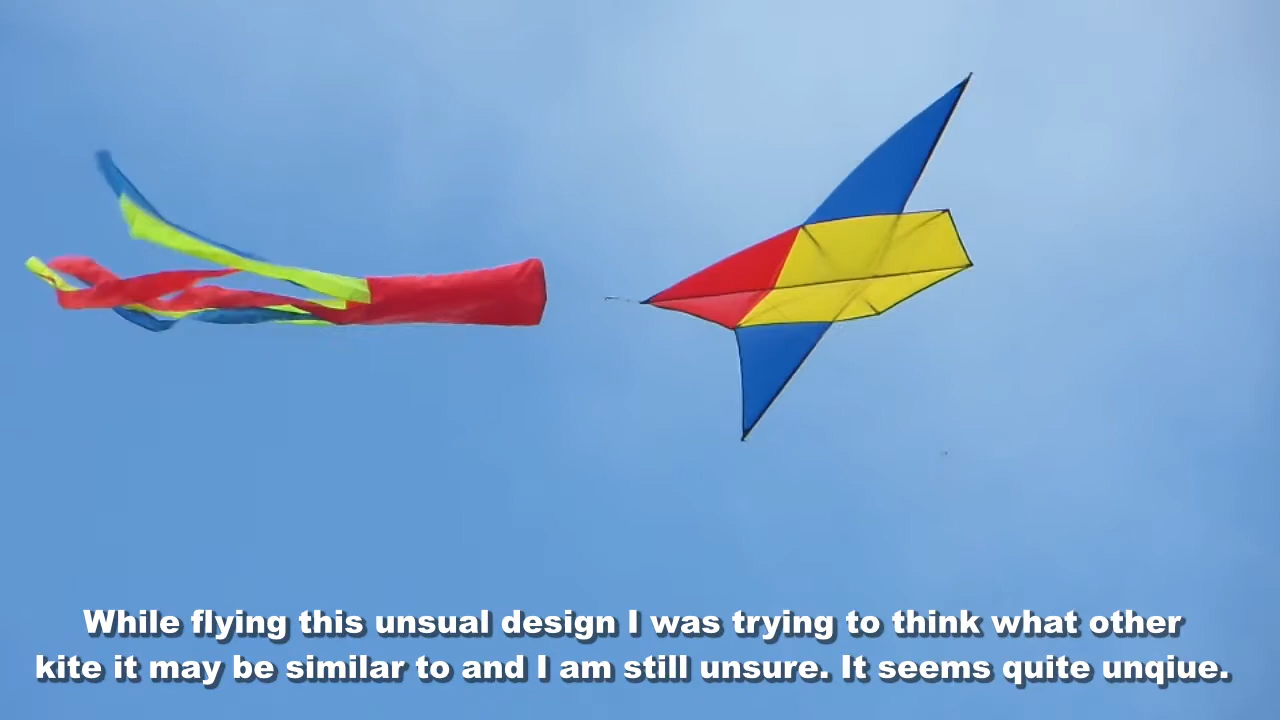 While flying this unsual design I was trying to think what other
kite it may be similar to and I am still unsure. It seems quite unqiue.